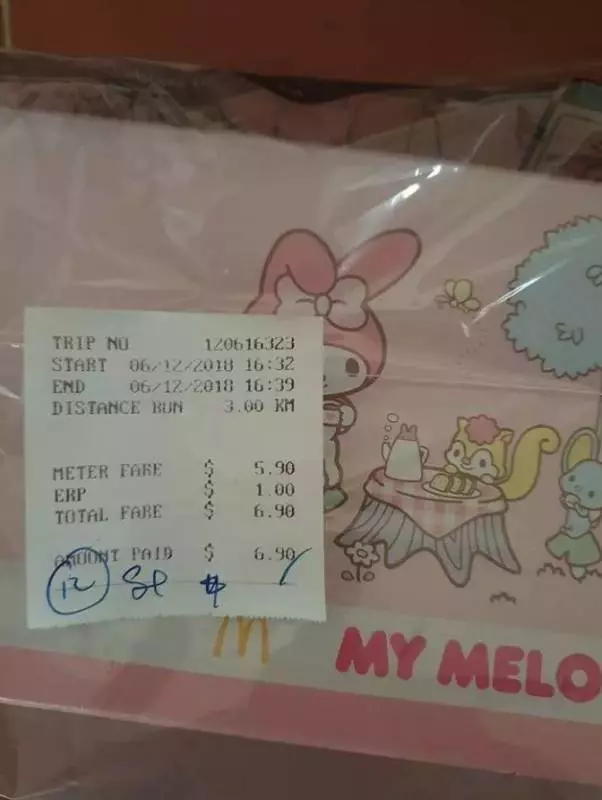 TRIP NO 120616323
START 06/12/2018 16:32
END 06/12/2018 16:39
DISTANCE RUN 3.00 KM
METER FARE $ 5.90
ERP $ 1.00
TOTAL FARE $ 6.90
AMOUNT PAID $ 6.90
12
MY MELO